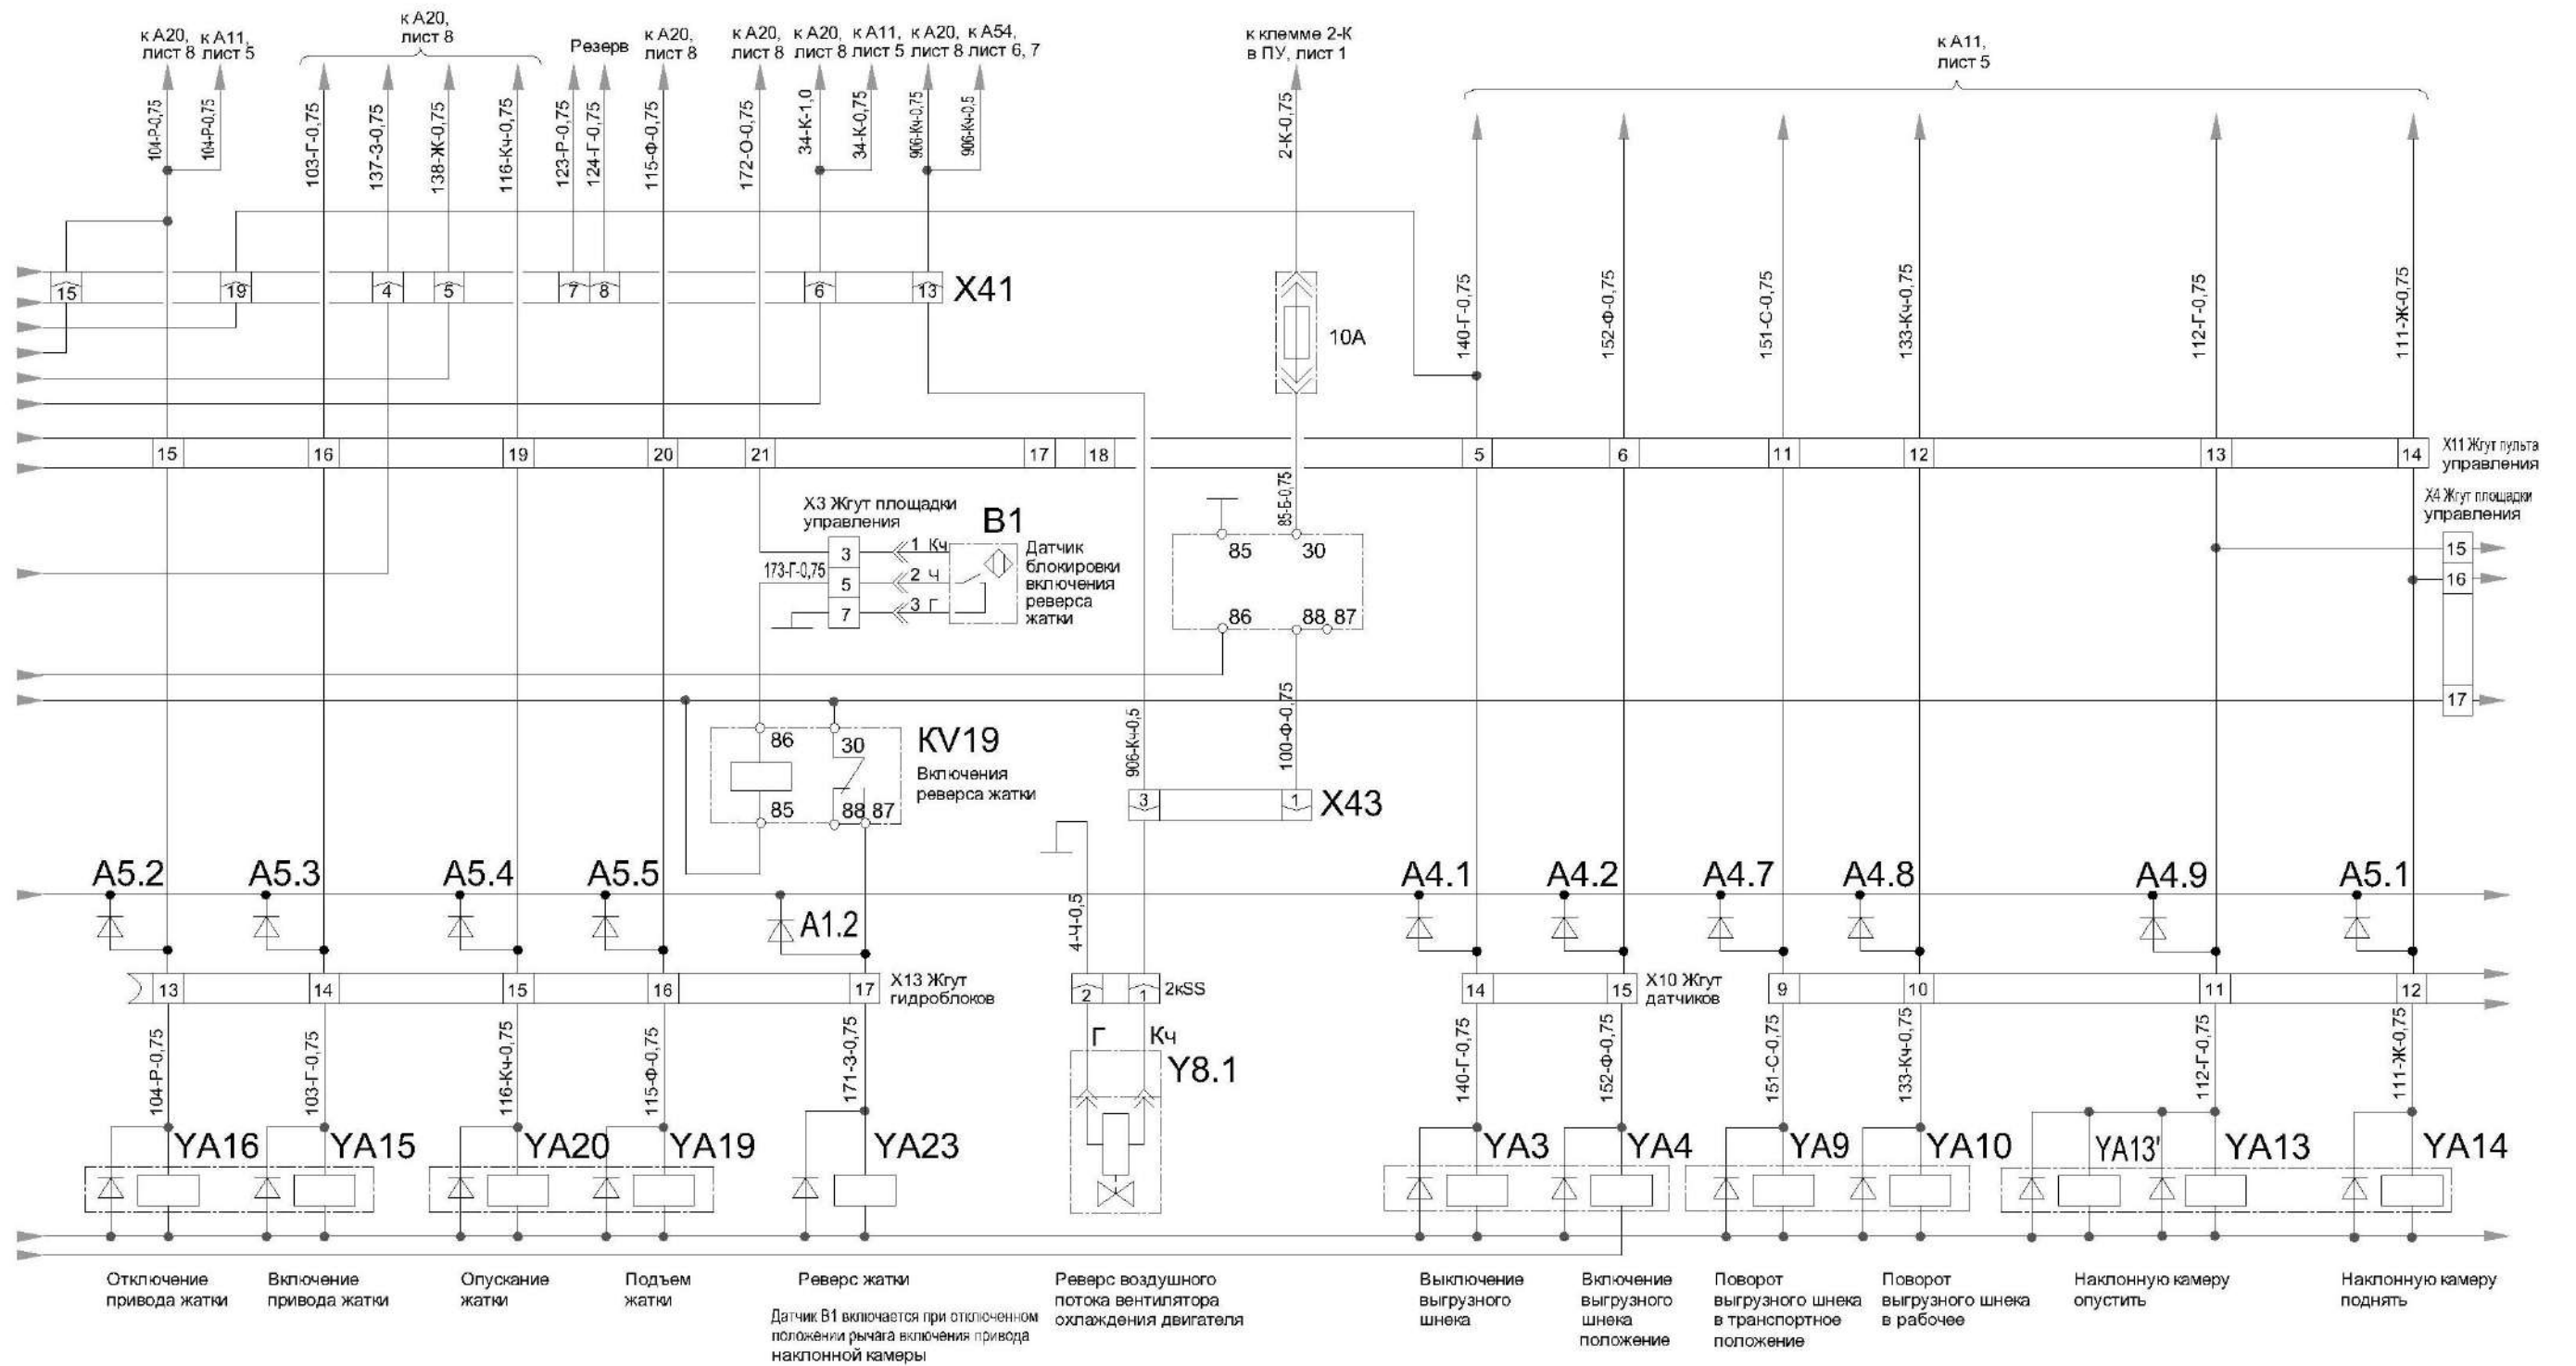 к А20,
лист 8
к А11,
лист 5
к А20,
лист 8
Резерв
к А20,
лист 8
к А20,
лист 8
к А20,
лист 8
к А11,
лист 5
к А20,
лист 8
к А54,
лист 6, 7
к клемме 2-К
в ПУ, лист 1
к А11,
лист 5
104-Р-0,75
104-Р-0,75
103-Г-0,75
137-З-0,75
138-Ж-0,75
116-Кч-0,75
123-Р-0,75
124-Г-0,75
115-Ф-0,75
172-О-0,75
34-К-1,0
34-К-0,75
906-Кч-0,75
906-Кч-0,5
2-К-0,75
140-Г-0,75
152-Ф-0,75
151-С-0,75
133-Кч-0,75
112-Г-0,75
111-Ж-0,75
15
19
4
5
7
8
6
13
X41
10А
15
16
19
20
21
17
18
5
6
11
12
13
14
X11 Жгут пульта
управления
X3 Жгут площадки
управления
B1
3
5
7
1 Кч
2 Ч
3 Г
173-Г-0,75
Датчик
блокировки
включения
реверса
жатки
85-Б-0,75
85
30
86
88
87
X4 Жгут площадки
управления
15
16
17
86
30
85
88
87
KV19
Включения
реверса жатки
906-Кч-0,5
100-Ф-0,75
3
1
X43
A5.2
A5.3
A5.4
A5.5
A1.2
A4.1
A4.2
A4.7
A4.8
A4.9
A5.1
4-Ч-0,5
13
14
15
16
17
X13 Жгут
гидроблоков
2
1
2кSS
14
15
X10 Жгут
датчиков
9
10
11
12
104-Р-0,75
103-Г-0,75
116-Кч-0,75
115-Ф-0,75
171-З-0,75
Г
Кч
Y8.1
140-Г-0,75
152-Ф-0,75
151-С-0,75
133-Кч-0,75
112-Г-0,75
111-Ж-0,75
YA16
YA15
YA20
YA19
YA23
YA3
YA4
YA9
YA10
YA13'
YA13
YA14
Отключение
привода жатки
Включение
привода жатки
Опускание
жатки
Подъем
жатки
Реверс жатки
Датчик В1 включается при отключенном
положении рычага включения привода
наклонной камеры
Реверс воздушного
потока вентилятора
охлаждения двигателя
Выключение
выгрузного
шнека
Включение
выгрузного
шнека
положение
Поворот
выгрузного шнека
в транспортное
положение
Поворот
выгрузного шнека
в рабочее
Наклонную камеру
опустить
Наклонную камеру
поднять